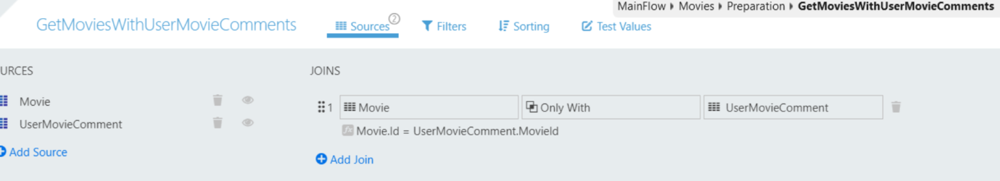 MainFlow Movies Preparation GetMoviesWithUserMovieComments
GetMoviesWithUserMovieComments Sources 2 Filters Sorting Test Values
URCES
Movie
UserMovieComment
Add Source
JOINS
1 Movie Only With UserMovieComment
Movie.Id = UserMovieComment.MovieId
Add Join